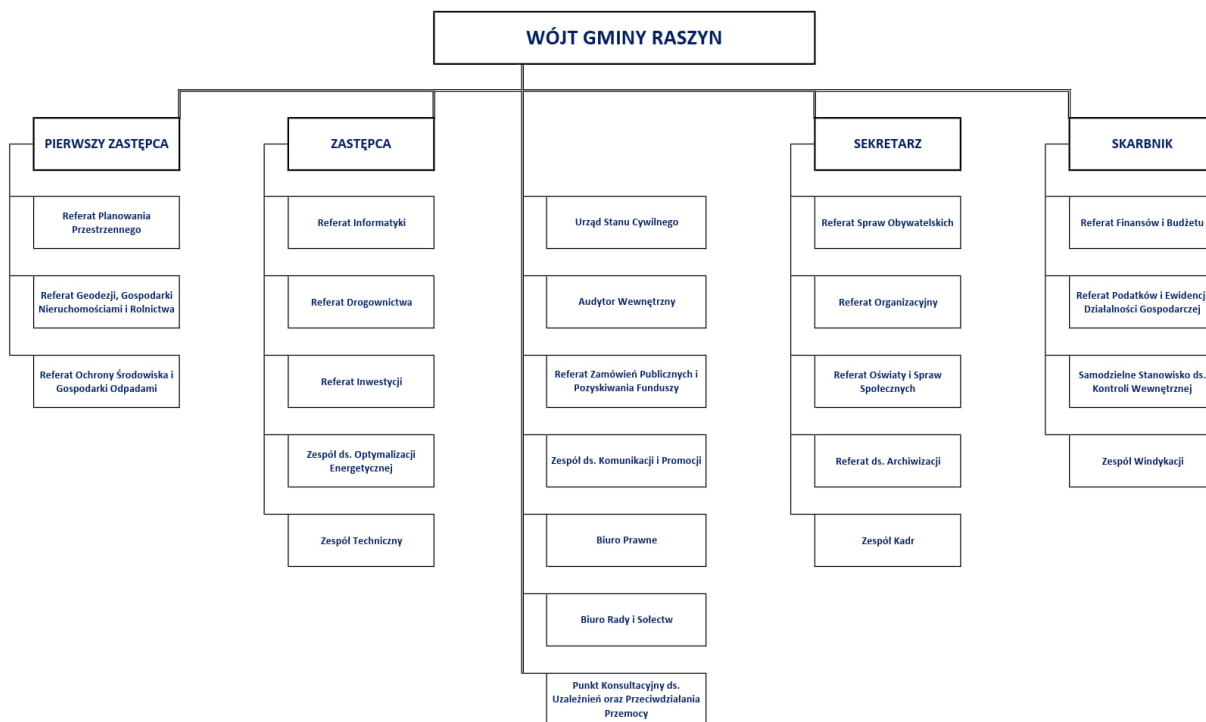 WÓJT GMINY RASZYN
PIERWSZY ZASTĘPCA
Referat Planowania
Przestrzennego
Referat Geodezji, Gospodarki
Nieruchomościami i Rolnictwa
Referat Ochrony Środowiska i
Gospodarki Odpadami
ZASTĘPCA
Referat Informatyki
Referat Drogownictwa
Referat Inwestycji
Zespół ds. Optymalizacji
Energetycznej
Zespół Techniczny
Urząd Stanu Cywilnego
Audytor Wewnętrzny
Referat Zamówień Publicznych i
Pozyskiwania Funduszy
Zespół ds. Komunikacji i Promocji
Biuro Prawne
Biuro Rady i Sołectw
Punkt Konsultacyjny ds.
Uzależnień oraz Przeciwdziałania
Przemocy
SEKRETARZ
Referat Spraw Obywatelskich
Referat Organizacyjny
Referat Oświaty i Spraw
Społecznych
Referat ds. Archiwizacji
Zespół Kadr
SKARBNIK
Referat Finansów i Budżetu
Referat Podatków i Ewidencji
Działalności Gospodarczej
Samodzielne Stanowisko ds.
Kontroli Wewnętrznej
Zespół Windykacji